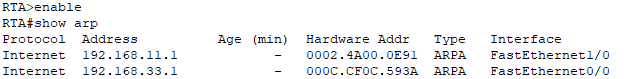 RTA>enable
RTA#show arp
Protocol  Address          Age (min)  Hardware Addr   Type   Interface
Internet  192.168.11.1            -   0002.4A00.0E91  ARPA   FastEthernet1/0
Internet  192.168.33.1            -   000C.CF0C.593A  ARPA   FastEthernet0/0